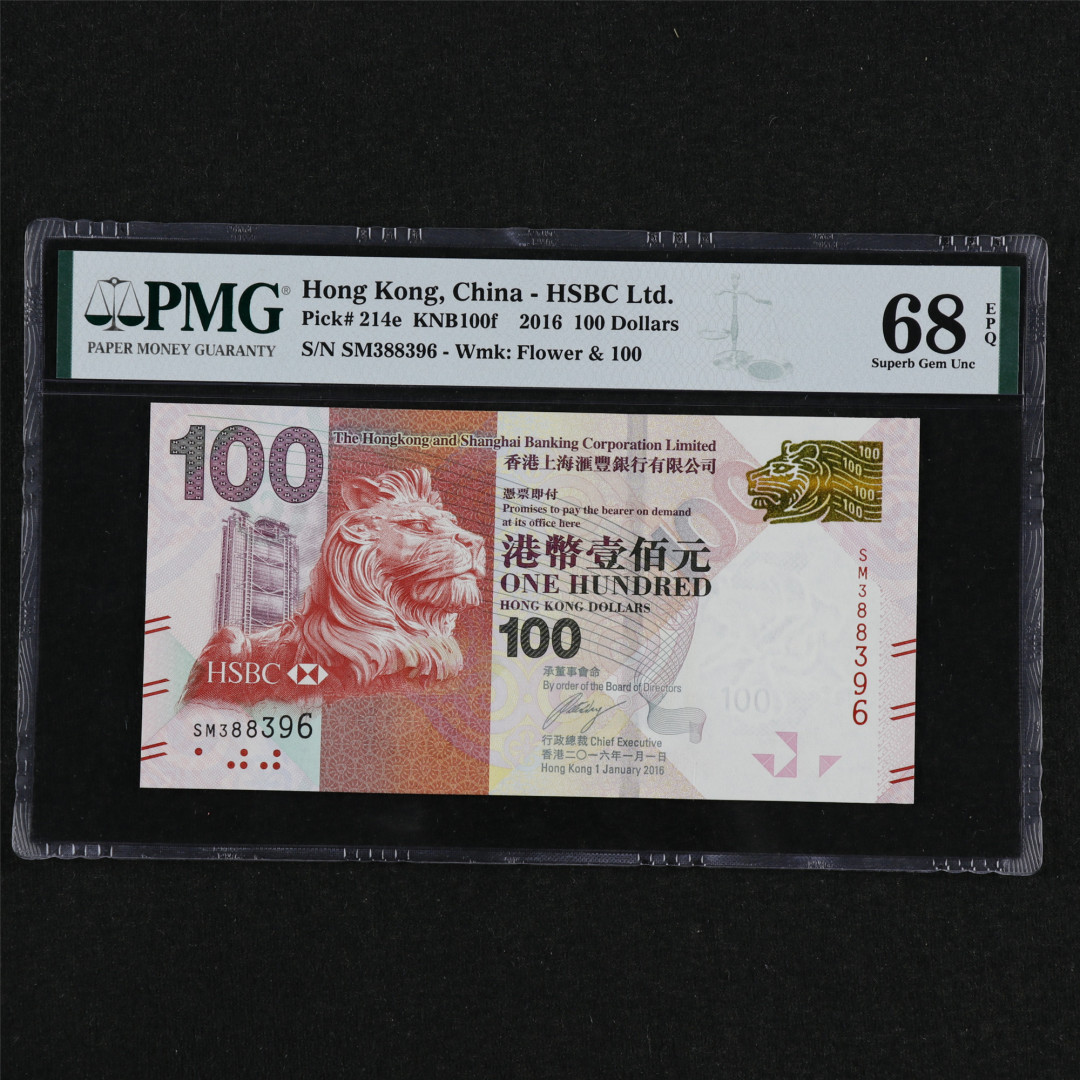 PMG®
PAPER MONEY GUARANTY
Hong Kong, China - HSBC Ltd.
Pick# 214e KNB100f 2016 100 Dollars
S/N SM388396 - Wmk: Flower & 100
68
EPQ
Superb Gem Unc
100
The Hongkong and Shanghai Banking Corporation Limited
香港上海滙豐銀行有限公司
憑票即付
Promises to pay the bearer on demand
at its office here
港幣壹佰元
ONE HUNDRED
HONG KONG DOLLARS
100
承董事會命
By order of the Board of Directors
行政總裁 Chief Executive
香港二〇一六年一月一日
Hong Kong 1 January 2016
HSBC
SM388396
100
100
100
100
SM388396
100